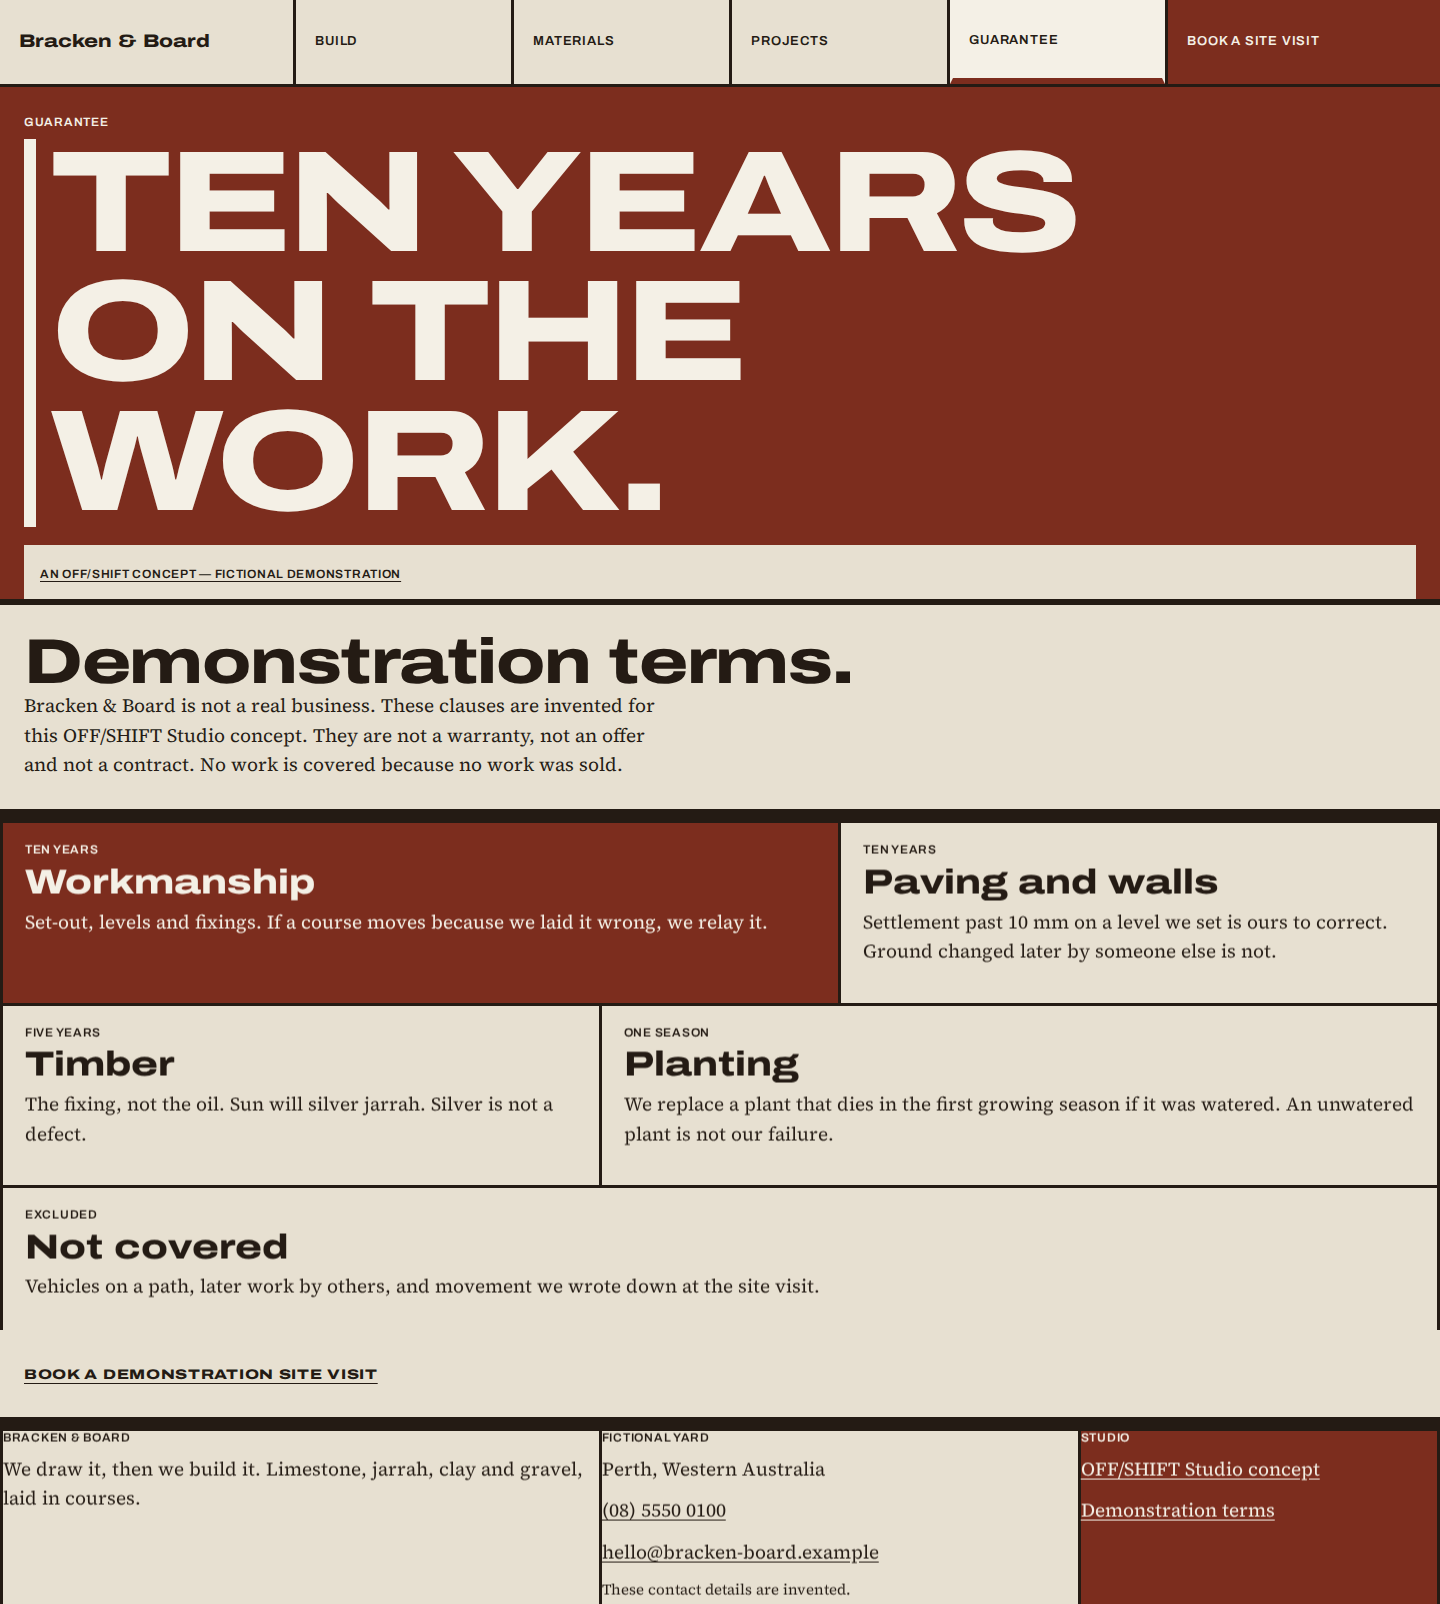 Bracken & Board
BUILD
MATERIALS
PROJECTS
GUARANTEE
BOOK A SITE VISIT
GUARANTEE
TEN YEARS
ON THE
WORK.
AN OFF/SHIFT CONCEPT — FICTIONAL DEMONSTRATION
Demonstration terms.
Bracken & Board is not a real business. These clauses are invented for
this OFF/SHIFT Studio concept. They are not a warranty, not an offer
and not a contract. No work is covered because no work was sold.
TEN YEARS
Workmanship
Set-out, levels and fixings. If a course moves because we laid it wrong, we relay it.
TEN YEARS
Paving and walls
Settlement past 10 mm on a level we set is ours to correct.
Ground changed later by someone else is not.
FIVE YEARS
Timber
The fixing, not the oil. Sun will silver jarrah. Silver is not a
defect.
ONE SEASON
Planting
We replace a plant that dies in the first growing season if it was watered. An unwatered
plant is not our failure.
EXCLUDED
Not covered
Vehicles on a path, later work by others, and movement we wrote down at the site visit.
BOOK A DEMONSTRATION SITE VISIT
BRACKEN & BOARD
We draw it, then we build it. Limestone, jarrah, clay and gravel,
laid in courses.
FICTIONAL YARD
Perth, Western Australia
(08) 5550 0100
hello@bracken-board.example
These contact details are invented.
STUDIO
OFF/SHIFT Studio concept
Demonstration terms